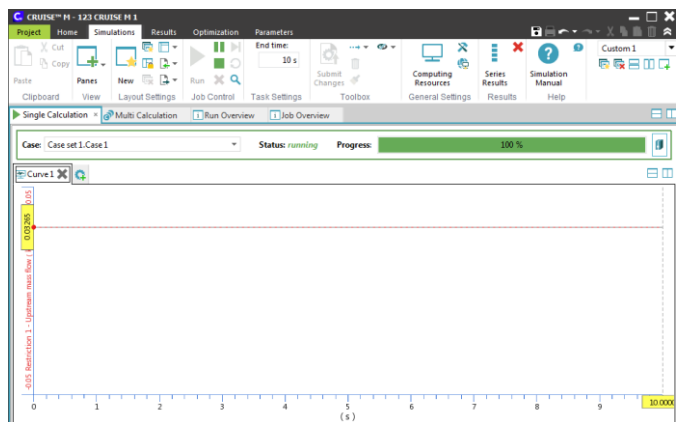 CRUISE™ M - 123 CRUISE M 1
Project Home Simulations Results Optimization Parameters
Cut
Copy
Paste
Panes
New
Run
End time:
10 s
Submit
Changes
Computing
Resources
Series
Results
Simulation
Manual
Custom 1
Clipboard View Layout Settings Job Control Task Settings Toolbox General Settings Results Help
Single Calculation Multi Calculation Run Overview Job Overview
Case: Case set 1.Case 1 Status: running Progress: 100 %
Curve 1
-0.05 Restriction 1 - Upstream mass flow ( 0.05
0.03265
0 1 2 3 4 5 6 7 8 9 10.000
( s )